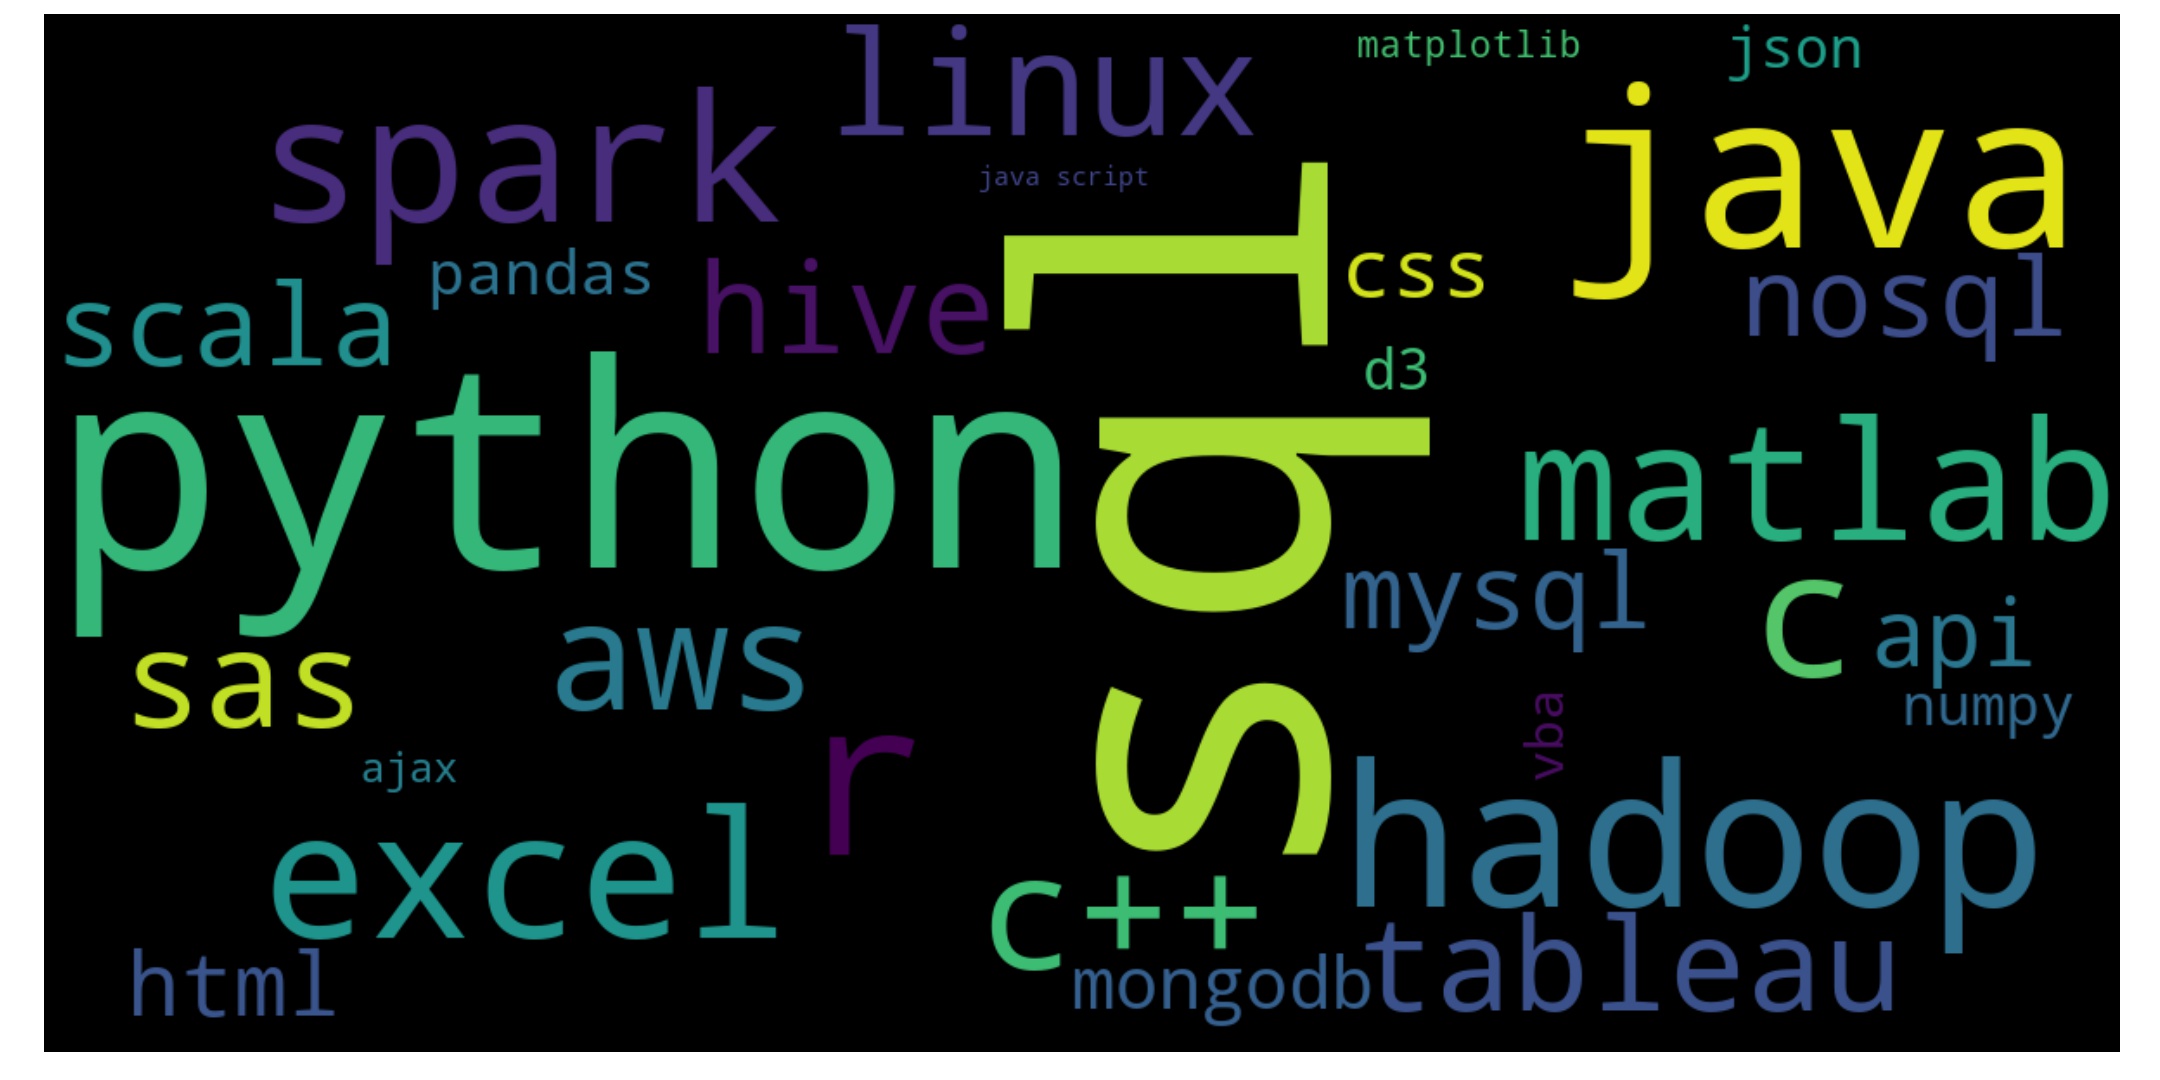 linux
matplotlib
json
spark
java
java script
pandas
hive
css
nosql
scala
d3
python
sql
matlab
mysql
c
api
sas
aws
numpy
vba
ajax
r
hadoop
excel
c++
tableau
html
mongodb